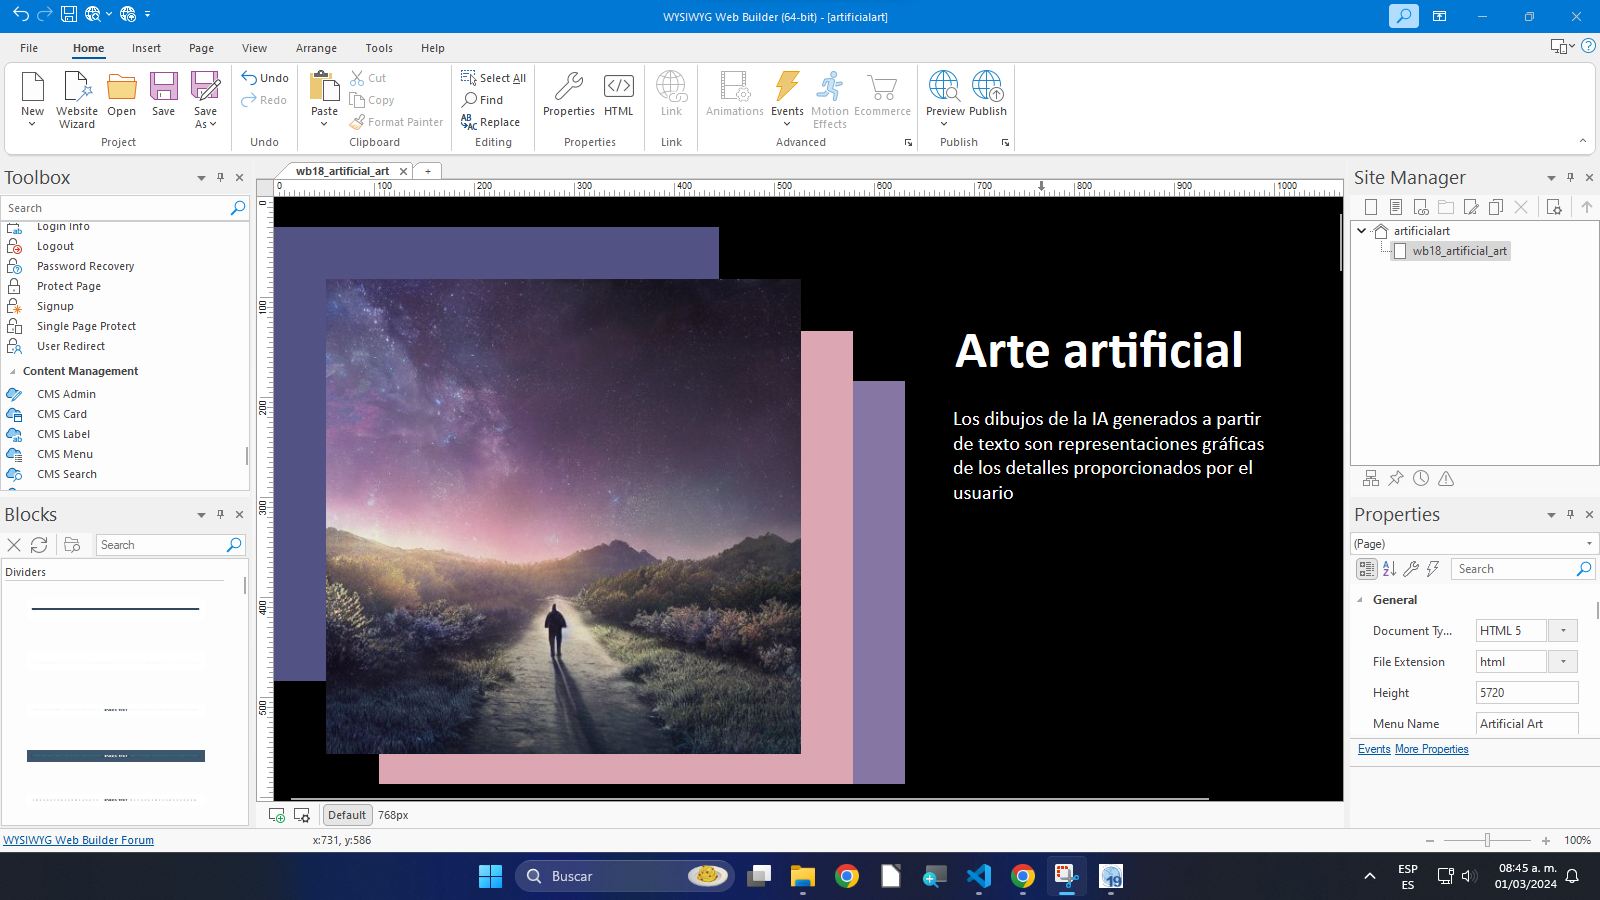 WYSIWYG Web Builder (64-bit) - [artificialart]
File Home Insert Page View Arrange Tools Help
New Website Wizard Open Save Save As
Project
Undo
Redo
Undo
Paste Cut
Copy
Format Painter
Clipboard
Select All
Find
Replace
Editing
Properties HTML
Properties
Link
Link
Animations Events Motion Effects Ecommerce
Advanced
Preview Publish
Publish
Toolbox
Search
Login Info
Logout
Password Recovery
Protect Page
Signup
Single Page Protect
User Redirect
Content Management
CMS Admin
CMS Card
CMS Label
CMS Menu
CMS Search
Blocks
Search
Dividers
WYSIWYG Web Builder Forum
wb18_artificial_art
+
0 100 200 300 400 500 600 700 800 900 1000
0
100
200
300
400
500
Arte artificial
Los dibujos de la IA generados a partir
de texto son representaciones gráficas
de los detalles proporcionados por el
usuario
Default 768px
x:731, y:586
Site Manager
artificialart
wb18_artificial_art
Properties
(Page)
Search
General
Document Ty... HTML 5
File Extension html
Height 5720
Menu Name Artificial Art
Events More Properties
100%
Buscar
19
ESP
ES
08:45 a. m.
01/03/2024